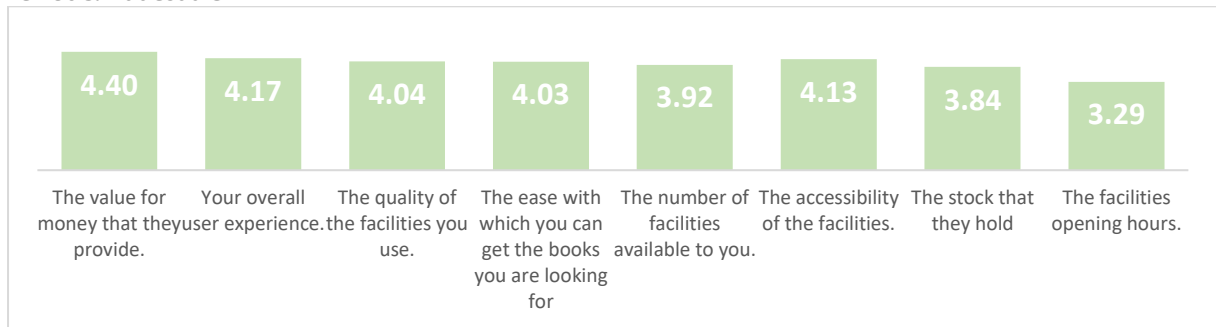 4.40
4.17
4.04
4.03
3.92
4.13
3.84
3.29
The value for
money that they
provide.
Your overall
user experience.
The quality of
the facilities you
use.
The ease with
which you can
get the books
you are looking
for
The number of
facilities
available to you.
The accessibility
of the facilities.
The stock that
they hold
The facilities
opening hours.